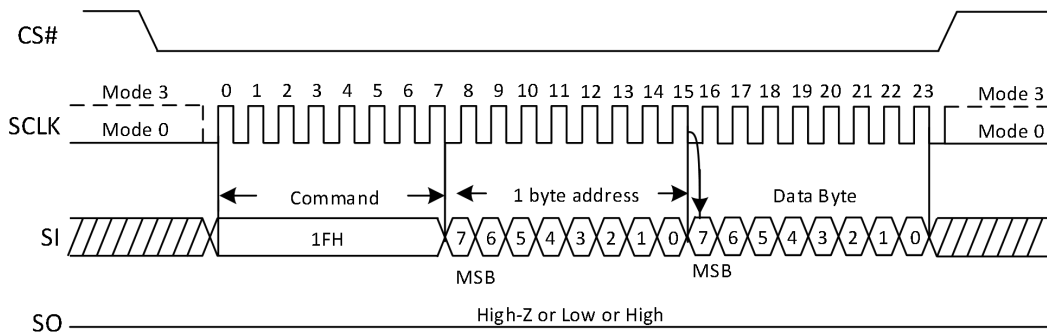 CS#
0 1 2 3 4 5 6 7 8 9 10 11 12 13 14 15 16 17 18 19 20 21 22 23
Mode 3 Mode 3
SCLK Mode 0 Mode 0
Command 1 byte address Data Byte
SI 1FH 7 6 5 4 3 2 1 0 7 6 5 4 3 2 1 0
MSB MSB
High-Z or Low or High
SO